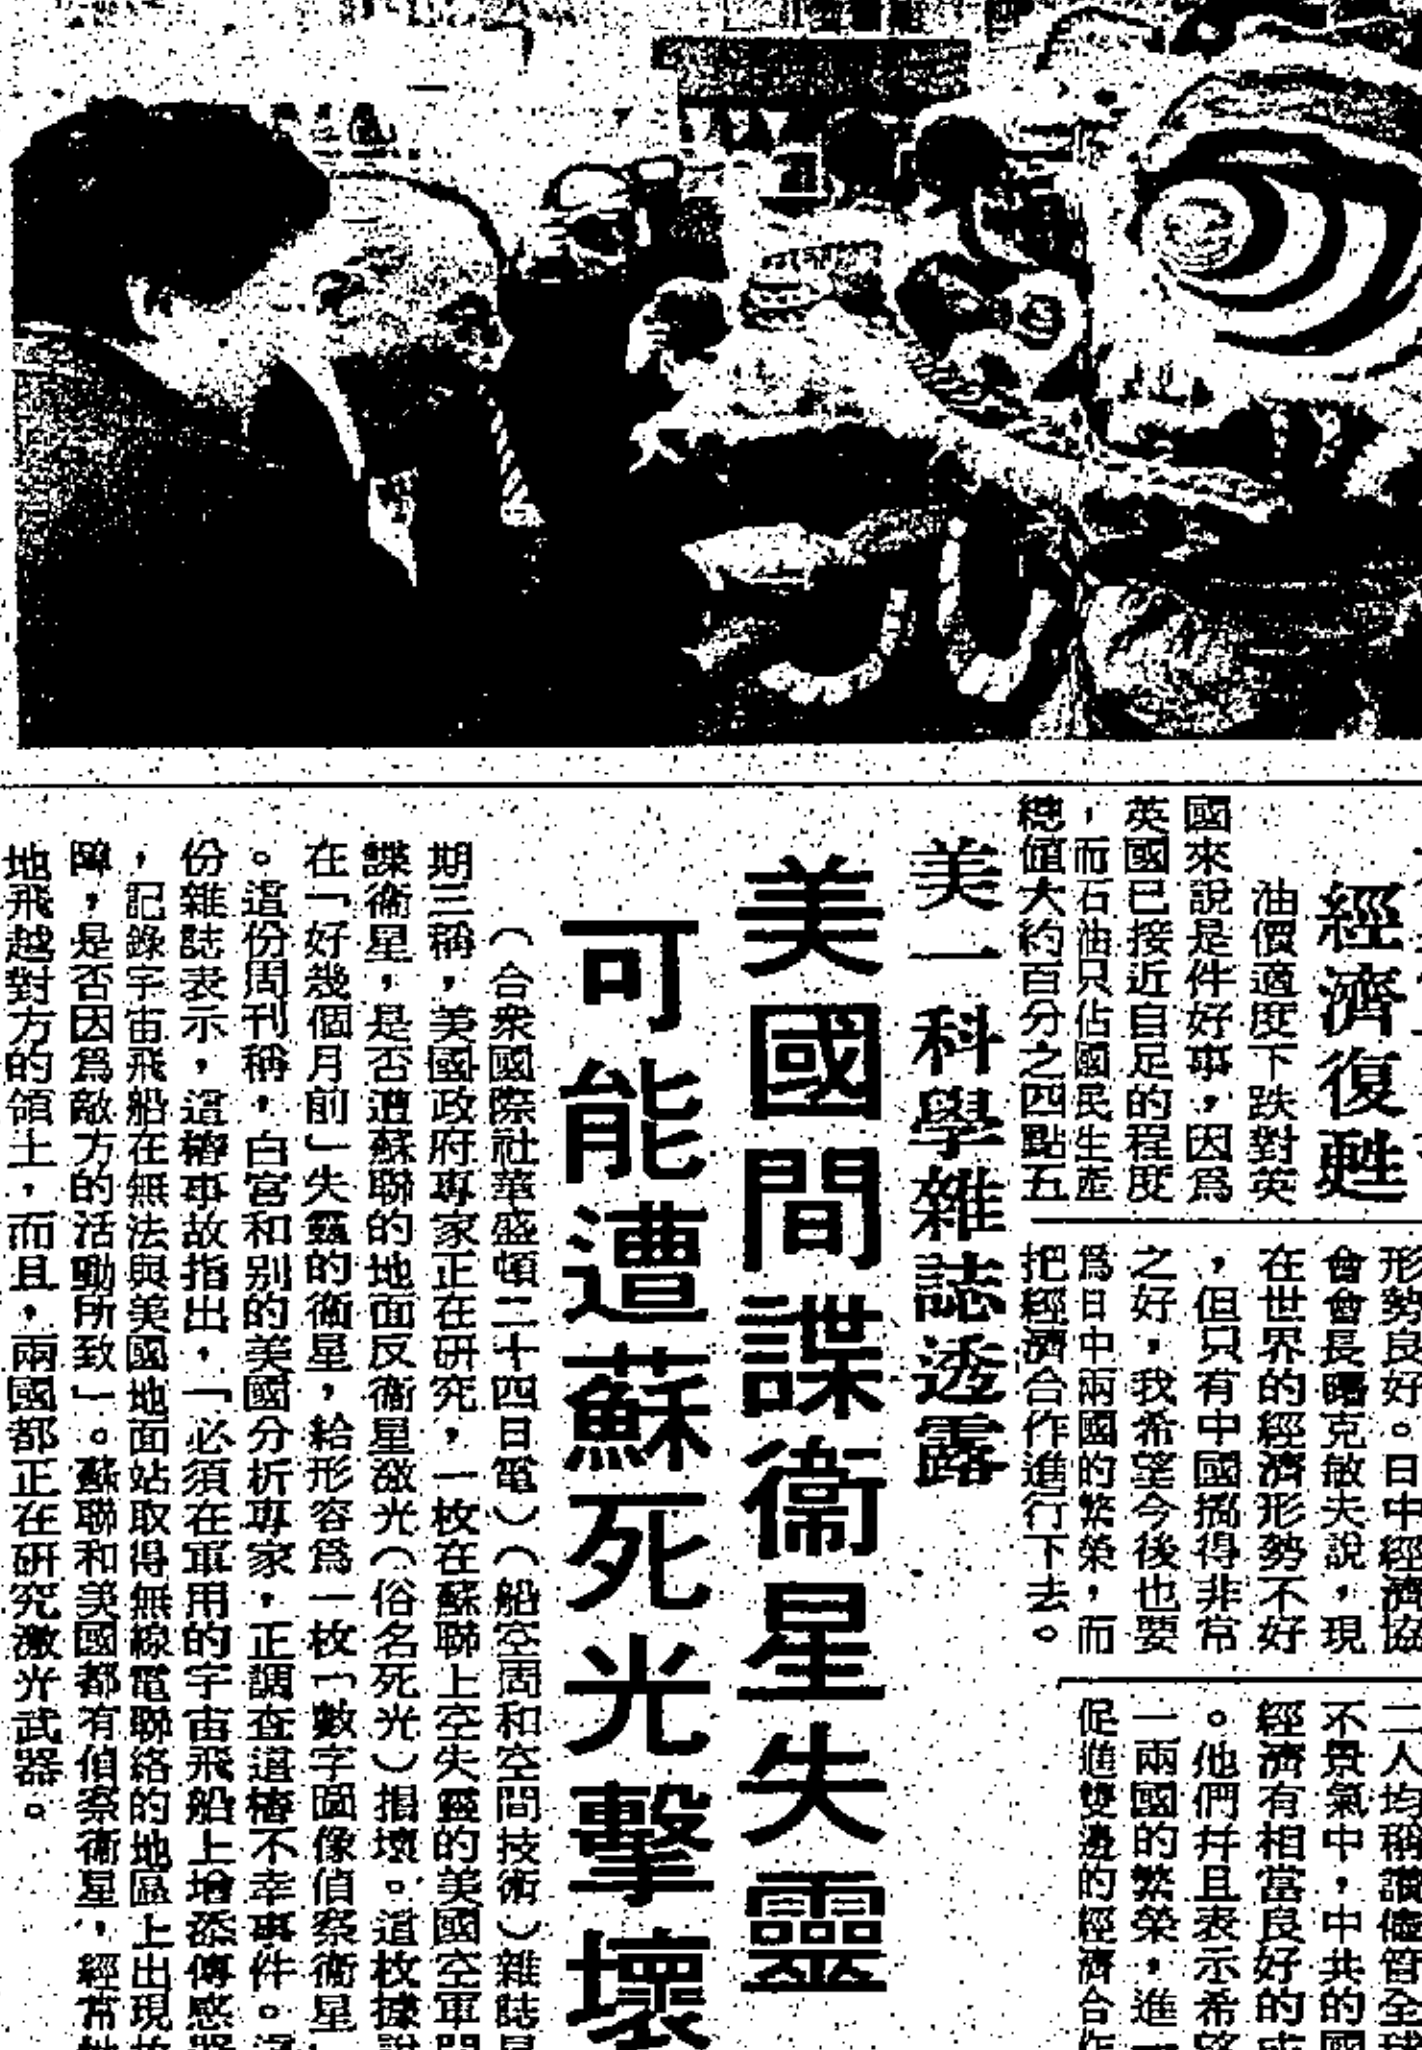 經濟復甦
油價適度下跌對英
國來說是件好事，因爲
英國已接近自足的程度
，而石油只佔國民生產
總值大約百分之四點五
形勢良好。日中經濟協
會會長曙克敏夫說，現
在世界的經濟形勢不好
，但只有中國搞得非常
之好，我希望今後也要
爲日中兩國的繁榮，而
把經濟合作進行下去。
二人均稱讚儘管全球
不景氣中，中共的國
經濟有相當良好的成
。他們幷且表示希望
一兩國的繁榮，進一
促進雙邊的經濟合作
美一科學雜誌透露
美國間諜衞星失靈
可能遭蘇死光擊壞
（合衆國際社華盛頓二十四日電）（船空周和空間技術）雜誌星
期三稱，美國政府專家正在研究，一枚在蘇聯上空失靈的美國空軍間
諜衞星，是否遭蘇聯的地面反衞星激光（俗名死光）損壞。這枚據說
在「好幾個月前」失靈的衞星，給形容爲一枚「數字圖像偵察衞星」
。這份周刊稱，白宮和別的美國分析專家，正調查這樁不幸事件。這
份雜誌表示，這樁事故指出，「必須在軍用的宇宙飛船上增添傳感器
，記錄宇宙飛船在無法與美國地面站取得無線電聯絡的地區上出現故
障，是否因爲敵方的活動所致」。蘇聯和美國都有偵察衞星，經常地
地飛越對方的領土，而且，兩國都正在研究激光武器。